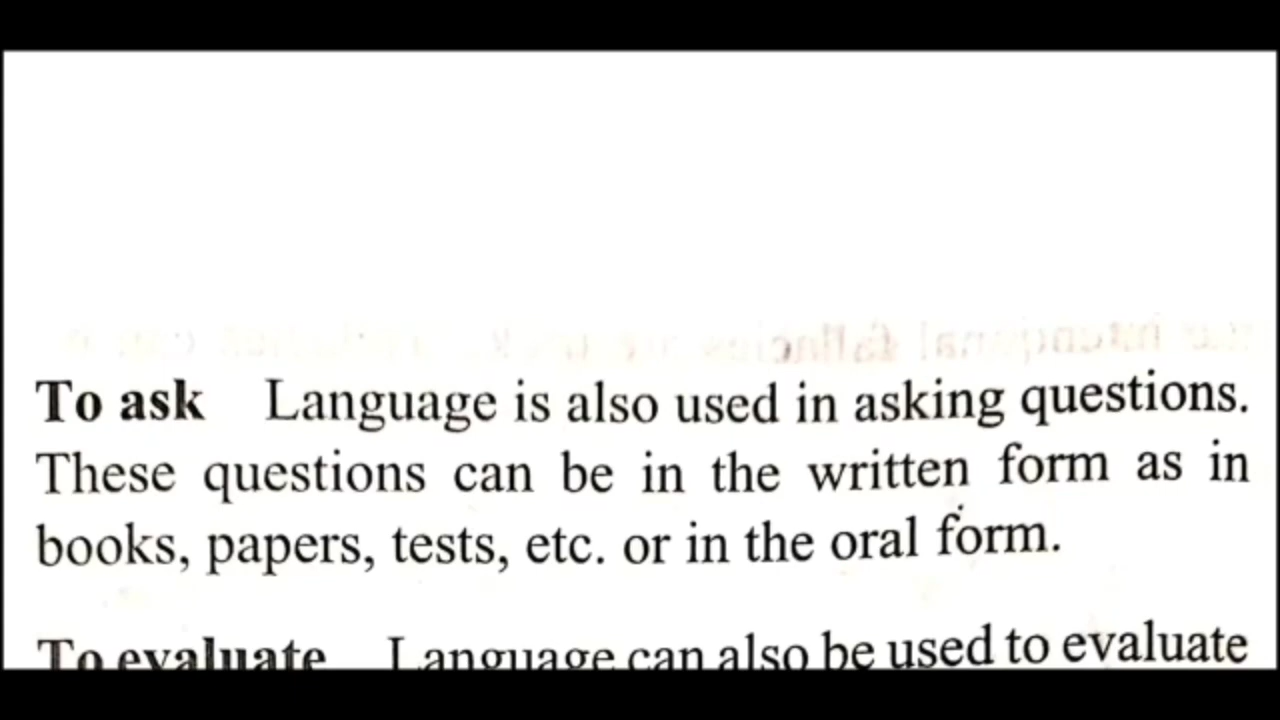 To ask Language is also used in asking questions.
These questions can be in the written form as in
books, papers, tests, etc. or in the oral form.
To evaluate Language can also be used to evaluate